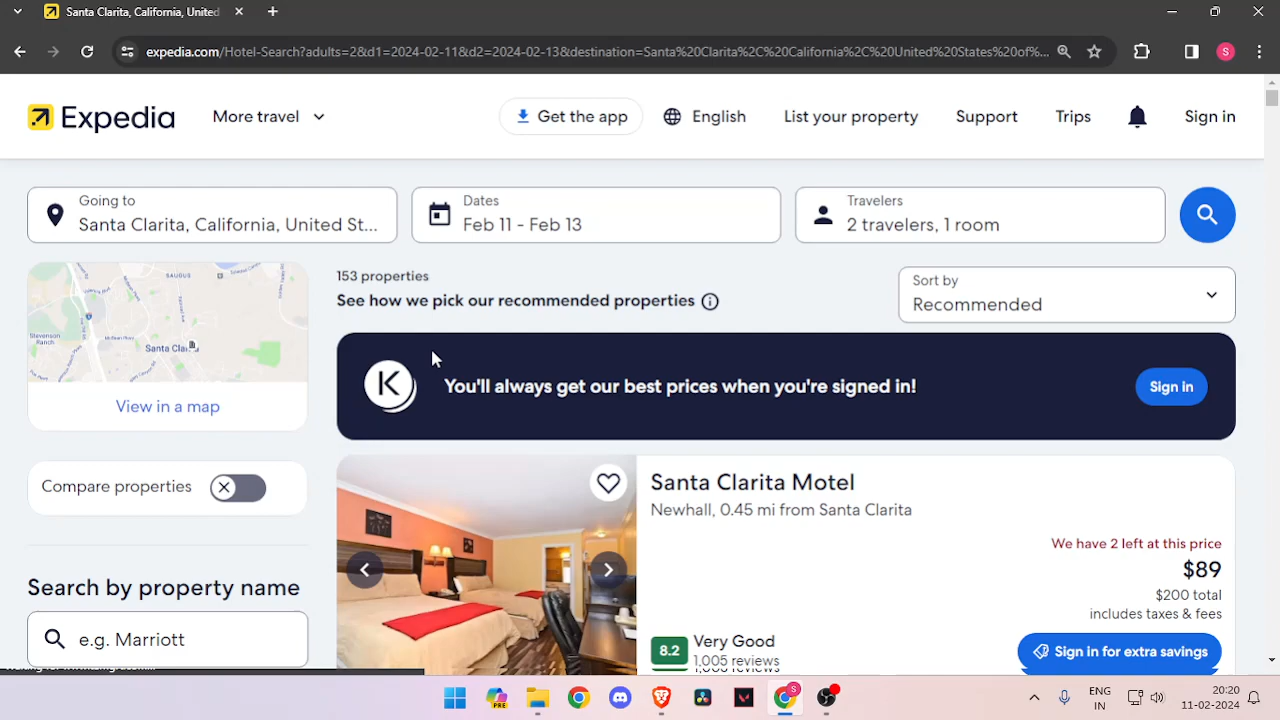 Santa Clarita, California, United
expedia.com/Hotel-Search?adults=2&d1=2024-02-11&d2=2024-02-13&destination=Santa%20Clarita%2C%20California%2C%20United%20States%20of%...
S
Expedia
More travel
Get the app
English
List your property
Support
Trips
Sign in
Going to
Santa Clarita, California, United St...
Dates
Feb 11 - Feb 13
Travelers
2 travelers, 1 room
SAUGUS
Stevenson
Ranch
Santa Cla
View in a map
153 properties
See how we pick our recommended properties
Sort by
Recommended
K
You'll always get our best prices when you're signed in!
Sign in
Compare properties
Search by property name
e.g. Marriott
Santa Clarita Motel
Newhall, 0.45 mi from Santa Clarita
We have 2 left at this price
$89
$200 total
includes taxes & fees
8.2
Very Good
1,005 reviews
Sign in for extra savings
PRE
S
ENG
IN
20:20
11-02-2024